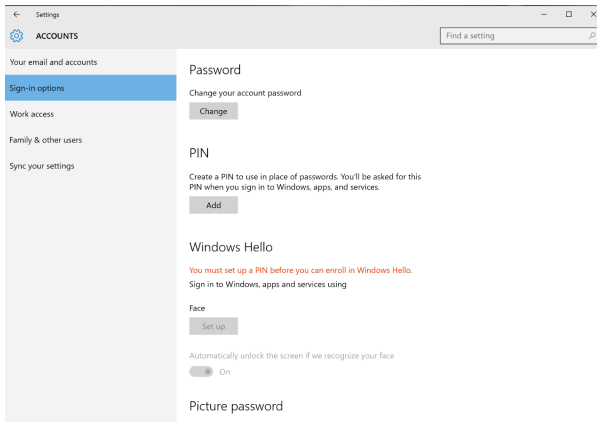 Settings
ACCOUNTS
Find a setting
Your email and accounts
Sign-in options
Work access
Family & other users
Sync your settings
Password
Change your account password
Change
PIN
Create a PIN to use in place of passwords. You'll be asked for this
PIN when you sign in to Windows, apps, and services.
Add
Windows Hello
You must set up a PIN before you can enroll in Windows Hello.
Sign in to Windows, apps and services using
Face
Set up
Automatically unlock the screen if we recognize your face
On
Picture password